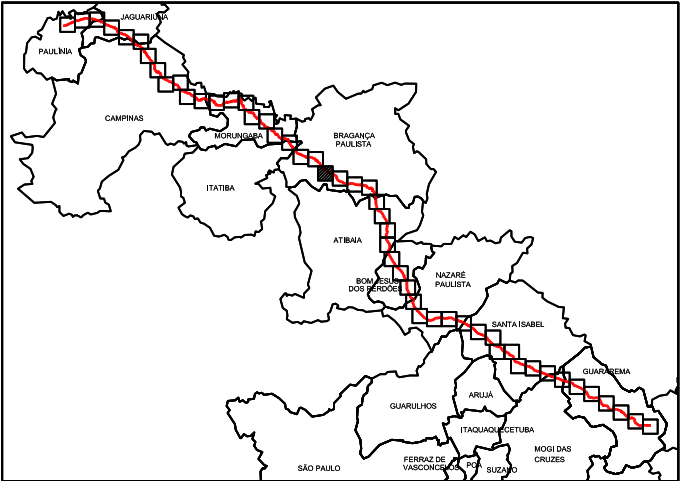 JAGUARIÚNA
PAULÍNIA
CAMPINAS
MORUNGABA
BRAGANÇA
PAULISTA
ITATIBA
ATIBAIA
BOM JESUS
DOS PERDÕES
NAZARÉ
PAULISTA
SANTA ISABEL
GUARAREMA
ARUJÁ
GUARULHOS
ITAQUAQUECETUBA
MOGI DAS
CRUZES
FERRAZ DE
VASCONCELOS
POÁ
SUZANO
SÃO PAULO